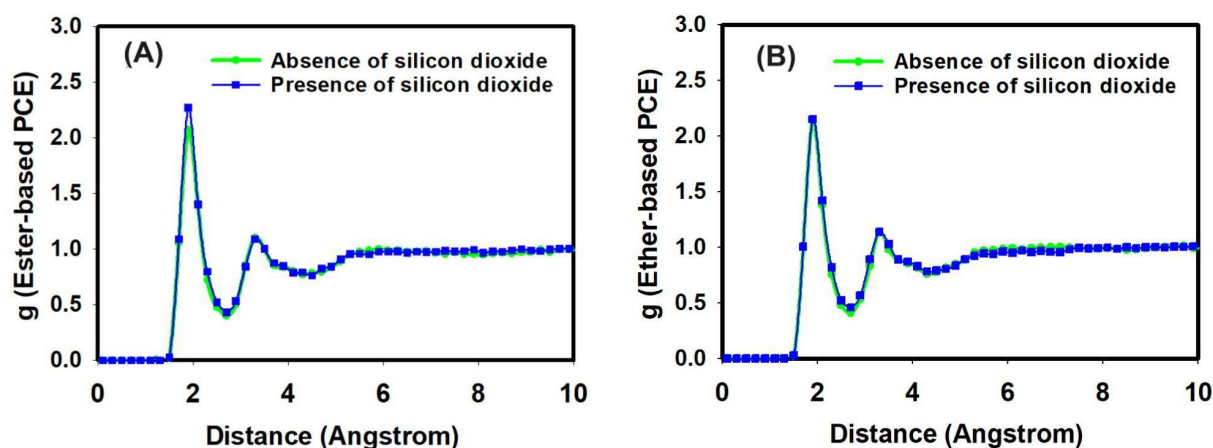 (A)
Absence of silicon dioxide
Presence of silicon dioxide
g (Ester-based PCE)
3.0
2.5
2.0
1.5
1.0
0.5
0.0
0 2 4 6 8 10
Distance (Angstrom)
(B)
Absence of silicon dioxide
Presence of silicon dioxide
g (Ether-based PCE)
3.0
2.5
2.0
1.5
1.0
0.5
0.0
0 2 4 6 8 10
Distance (Angstrom)